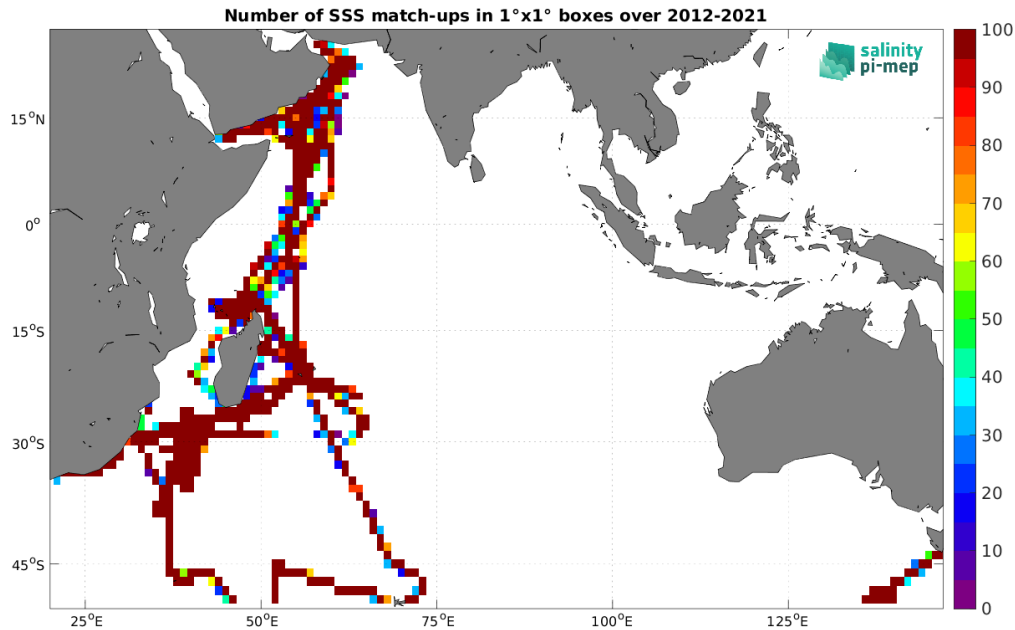 Number of SSS match-ups in 1°x1° boxes over 2012-2021
salinity
pi-mep
15°N
0°
15°S
30°S
45°S
25°E
50°E
75°E
100°E
125°E
100
90
80
70
60
50
40
30
20
10
0